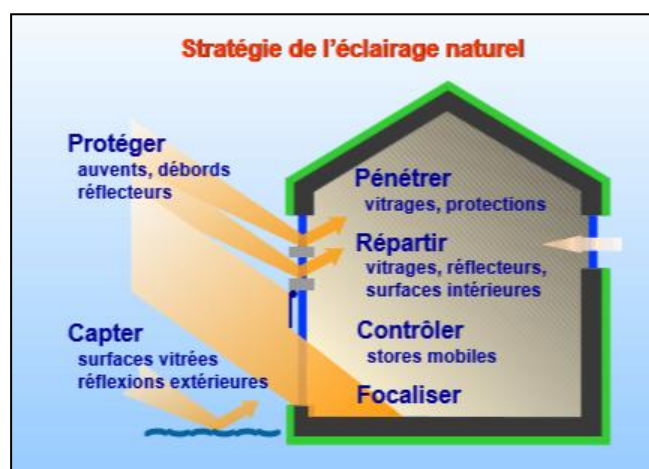 Stratégie de l'éclairage naturel
Protéger
auvents, débords
réflecteurs
Pénétrer
vitrages, protections
Répartir
vitrages, réflecteurs,
surfaces intérieures
Capter
surfaces vitrées
réflexions extérieures
Contrôler
stores mobiles
Focaliser